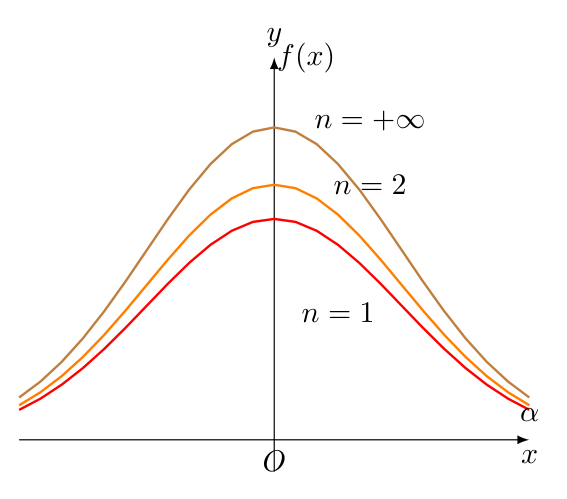 y
f(x)
n = +∞
n = 2
n = 1
α
O
x